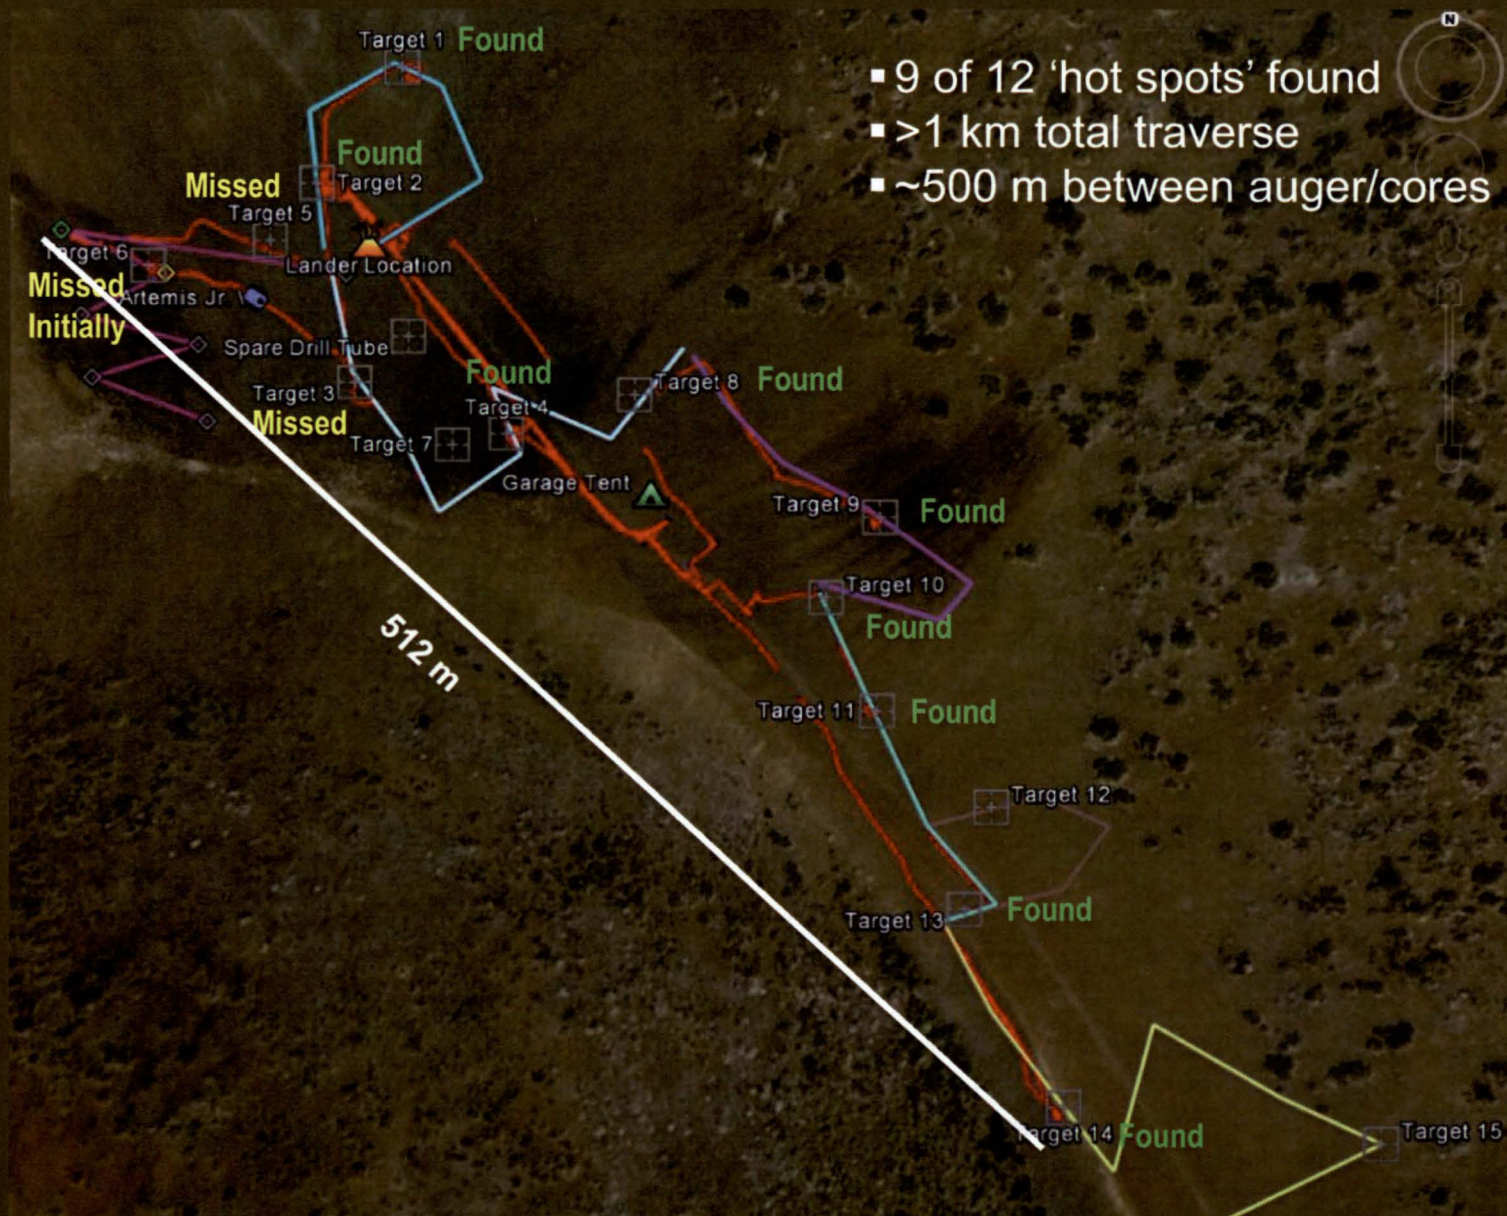 Target 1 Found
▪ 9 of 12 ‘hot spots’ found
▪ >1 km total traverse
▪ ~500 m between auger/cores
N
Found
Target 2
Missed
Target 5
Target 6
Lander Location
Missed
Initially
Artemis Jr.
Spare Drill Tube
Target 3
Missed
Found
Target 4
Target 7
Target 8 Found
Garage Tent
Target 9 Found
Target 10
Found
512 m
Target 11 Found
Target 12
Target 13 Found
Target 14 Found
Target 15